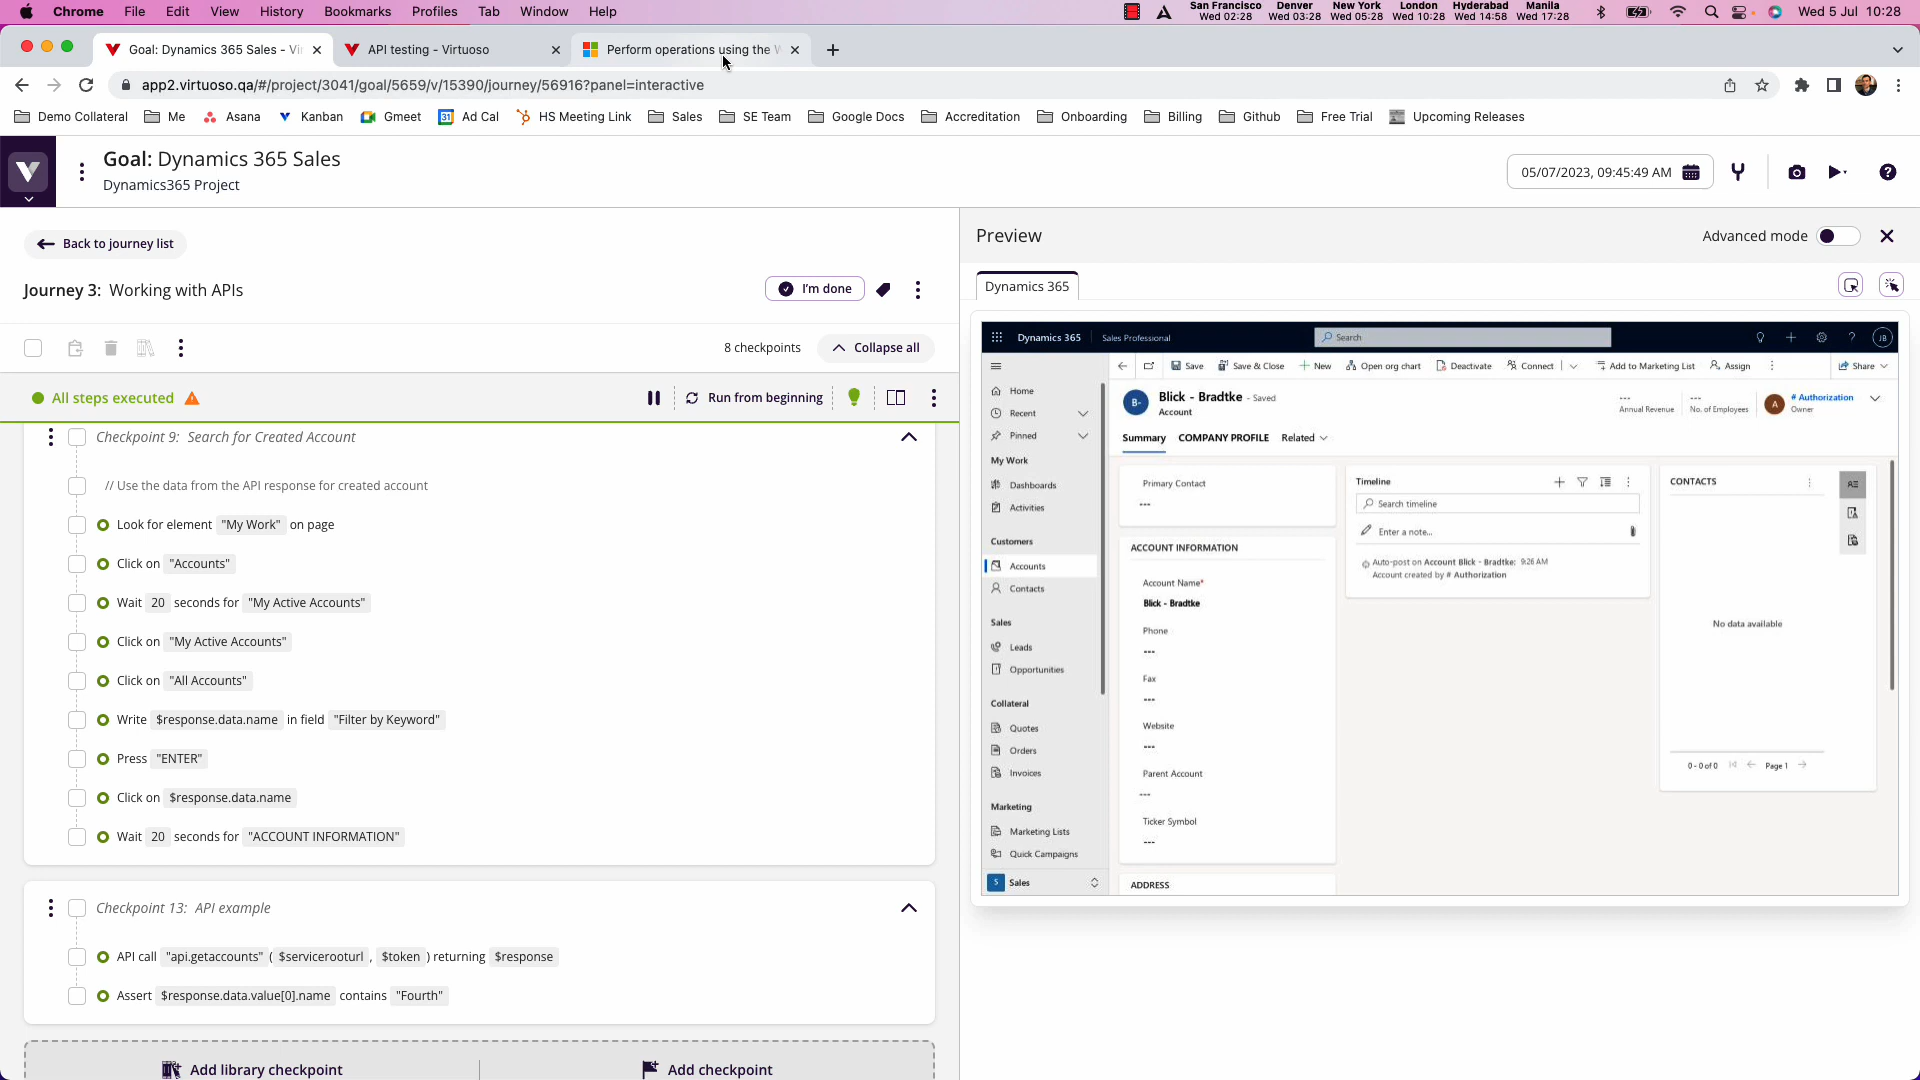 Chrome File Edit View History Bookmarks Profiles Tab Window Help
San Francisco Denver New York London Hyderabad Manila
Wed 02:28 Wed 03:28 Wed 05:28 Wed 10:28 Wed 14:58 Wed 17:28
Wed 5 Jul 10:28
Goal: Dynamics 365 Sales - Vi
API testing - Virtuoso
Perform operations using the W
app2.virtuoso.qa/#/project/3041/goal/5659/v/15390/journey/56916?panel=interactive
Demo Collateral Me Asana Kanban Gmeet Ad Cal HS Meeting Link Sales SE Team Google Docs Accreditation Onboarding Billing Github Free Trial Upcoming Releases
Goal: Dynamics 365 Sales
Dynamics365 Project
05/07/2023, 09:45:49 AM
Back to journey list
Journey 3: Working with APIs
I'm done
8 checkpoints
Collapse all
All steps executed
Run from beginning
Checkpoint 9: Search for Created Account
// Use the data from the API response for created account
Look for element "My Work" on page
Click on "Accounts"
Wait 20 seconds for "My Active Accounts"
Click on "My Active Accounts"
Click on "All Accounts"
Write $response.data.name in field "Filter by Keyword"
Press "ENTER"
Click on $response.data.name
Wait 20 seconds for "ACCOUNT INFORMATION"
Checkpoint 13: API example
API call "api.getaccounts" ( $servicerooturl , $token ) returning $response
Assert $response.data.value[0].name contains "Fourth"
Add library checkpoint
Add checkpoint
Preview
Advanced mode
Dynamics 365
Dynamics 365 Sales Professional
Search
JB
Save Save & Close New Open org chart Deactivate Connect Add to Marketing List Assign Share
Home
Recent
Pinned
My Work
Dashboards
Activities
Customers
Accounts
Contacts
Sales
Leads
Opportunities
Collateral
Quotes
Orders
Invoices
Marketing
Marketing Lists
Quick Campaigns
S Sales
B-
Blick - Bradtke - Saved
Account
---
Annual Revenue
---
No. of Employees
A
# Authorization
Owner
Summary COMPANY PROFILE Related
Primary Contact
---
ACCOUNT INFORMATION
Account Name*
Blick - Bradtke
Phone
---
Fax
---
Website
---
Parent Account
---
Ticker Symbol
---
ADDRESS
Timeline
Search timeline
Enter a note...
Auto-post on Account Blick - Bradtke: 9:26 AM
Account created by # Authorization
CONTACTS
No data available
0 - 0 of 0
Page 1